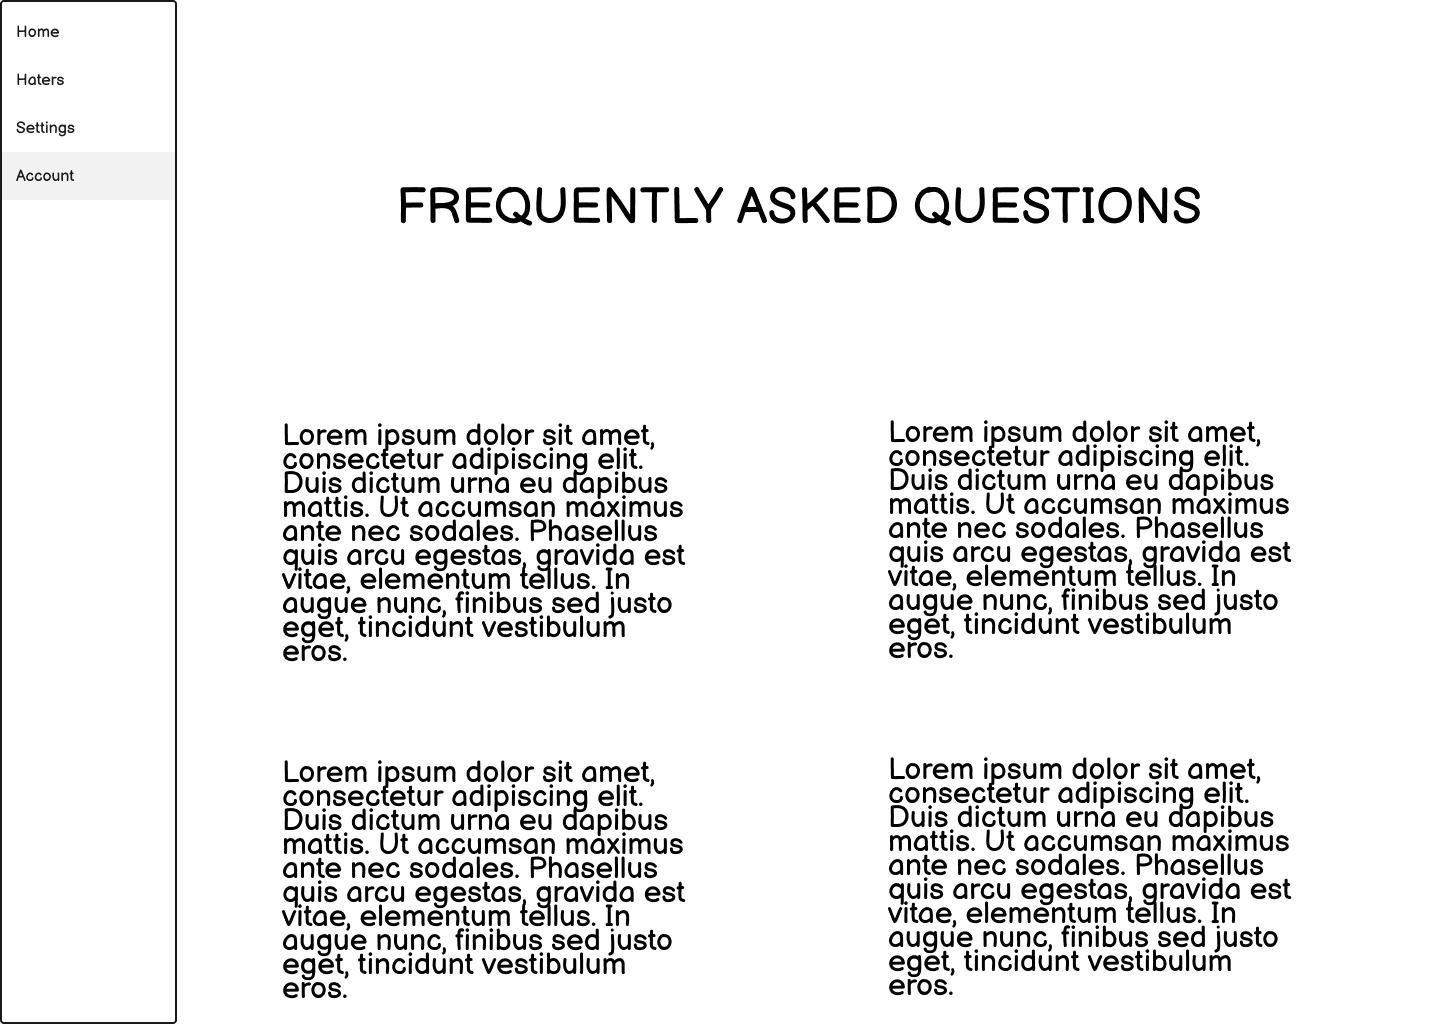 Home
Haters
Settings
Account
FREQUENTLY ASKED QUESTIONS
Lorem ipsum dolor sit amet,
consectetur adipiscing elit.
Duis dictum urna eu dapibus
mattis. Ut accumsan maximus
ante nec sodales. Phasellus
quis arcu egestas, gravida est
vitae, elementum tellus. In
augue nunc, finibus sed justo
eget, tincidunt vestibulum
eros.
Lorem ipsum dolor sit amet,
consectetur adipiscing elit.
Duis dictum urna eu dapibus
mattis. Ut accumsan maximus
ante nec sodales. Phasellus
quis arcu egestas, gravida est
vitae, elementum tellus. In
augue nunc, finibus sed justo
eget, tincidunt vestibulum
eros.
Lorem ipsum dolor sit amet,
consectetur adipiscing elit.
Duis dictum urna eu dapibus
mattis. Ut accumsan maximus
ante nec sodales. Phasellus
quis arcu egestas, gravida est
vitae, elementum tellus. In
augue nunc, finibus sed justo
eget, tincidunt vestibulum
eros.
Lorem ipsum dolor sit amet,
consectetur adipiscing elit.
Duis dictum urna eu dapibus
mattis. Ut accumsan maximus
ante nec sodales. Phasellus
quis arcu egestas, gravida est
vitae, elementum tellus. In
augue nunc, finibus sed justo
eget, tincidunt vestibulum
eros.